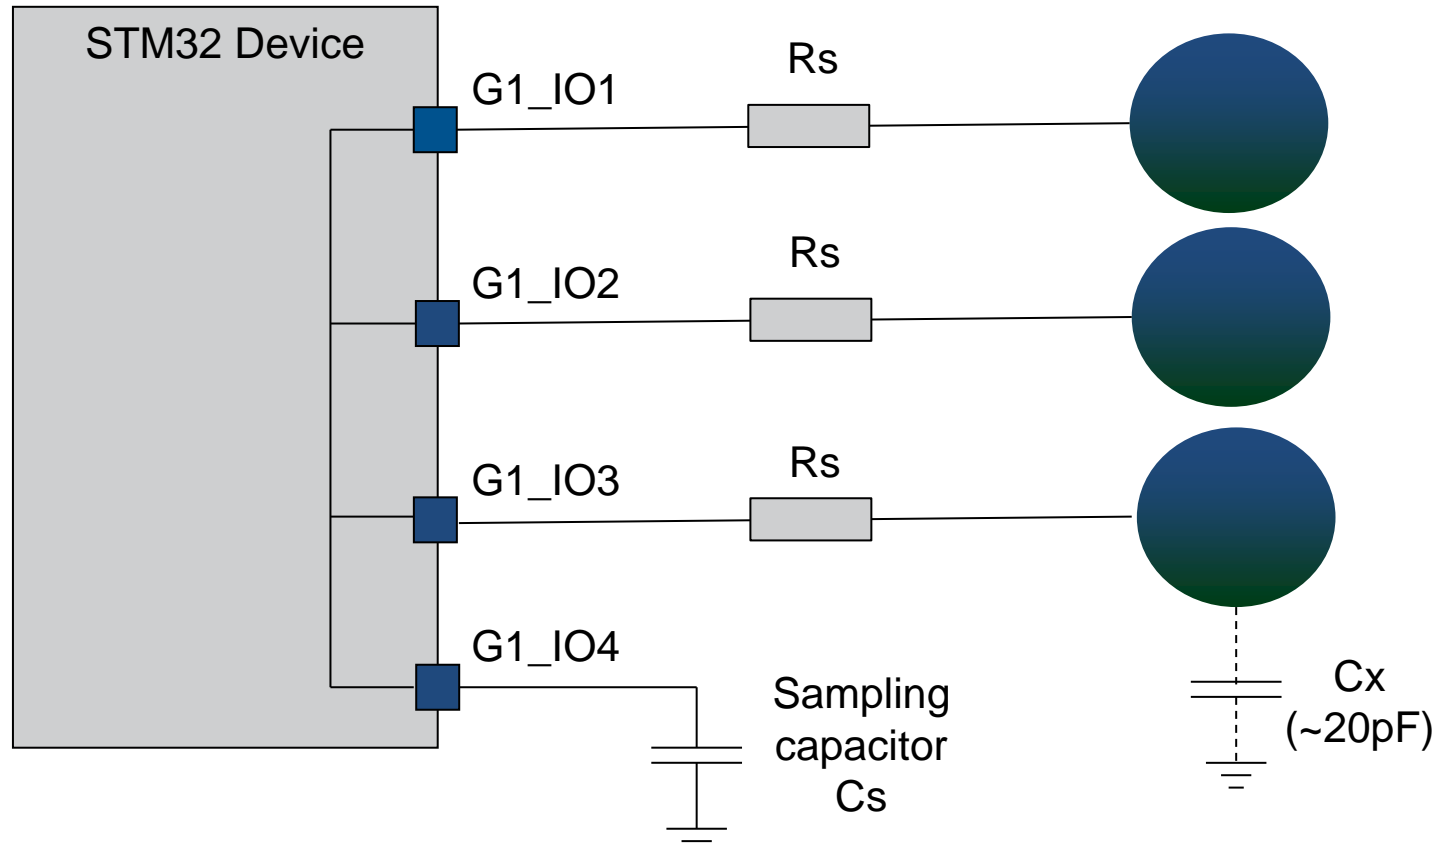 STM32 Device
G1_IO1
Rs
G1_IO2
Rs
G1_IO3
Rs
G1_IO4
Sampling
capacitor
Cs
Cx
(~20pF)